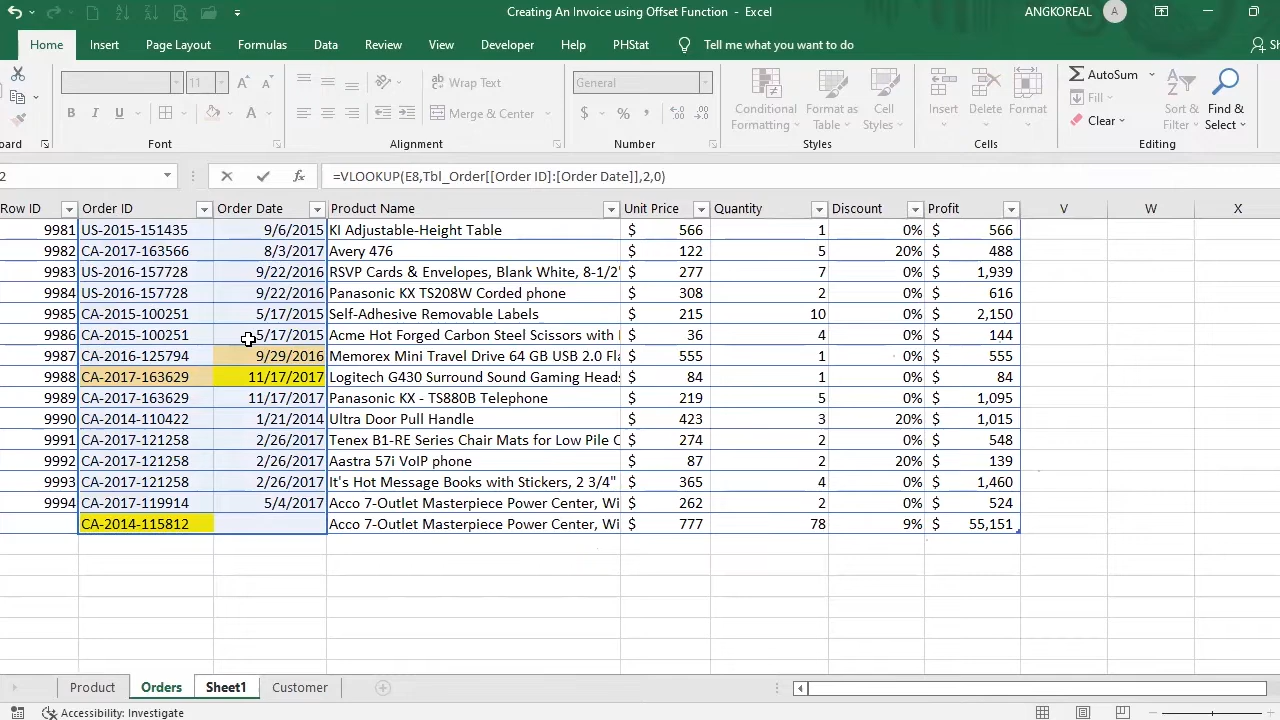 Creating An Invoice using Offset Function - Excel
ANGKOREAL A
Home Insert Page Layout Formulas Data Review View Developer Help PHStat Tell me what you want to do
11 A A ab Wrap Text General AutoSum
B I U A Merge & Center $ % , Conditional Formatting Format as Table Cell Styles Insert Delete Format Fill Sort & Filter Find & Select
Clear
Font Alignment Number Styles Cells Editing
2 fx =VLOOKUP(E8,Tbl_Order[[Order ID]:[Order Date]],2,0)
Row ID Order ID Order Date Product Name Unit Price Quantity Discount Profit V W X
9981 US-2015-151435 9/6/2015 KI Adjustable-Height Table $ 566 1 0% $ 566
9982 CA-2017-163566 8/3/2017 Avery 476 $ 122 5 20% $ 488
9983 US-2016-157728 9/22/2016 RSVP Cards & Envelopes, Blank White, 8-1/2" $ 277 7 0% $ 1,939
9984 US-2016-157728 9/22/2016 Panasonic KX TS208W Corded phone $ 308 2 0% $ 616
9985 CA-2015-100251 5/17/2015 Self-Adhesive Removable Labels $ 215 10 0% $ 2,150
9986 CA-2015-100251 5/17/2015 Acme Hot Forged Carbon Steel Scissors with $ 36 4 0% $ 144
9987 CA-2016-125794 9/29/2016 Memorex Mini Travel Drive 64 GB USB 2.0 Fla $ 555 1 0% $ 555
9988 CA-2017-163629 11/17/2017 Logitech G430 Surround Sound Gaming Head $ 84 1 0% $ 84
9989 CA-2017-163629 11/17/2017 Panasonic KX - TS880B Telephone $ 219 5 0% $ 1,095
9990 CA-2014-110422 1/21/2014 Ultra Door Pull Handle $ 423 3 20% $ 1,015
9991 CA-2017-121258 2/26/2017 Tenex B1-RE Series Chair Mats for Low Pile C $ 274 2 0% $ 548
9992 CA-2017-121258 2/26/2017 Aastra 57i VoIP phone $ 87 2 20% $ 139
9993 CA-2017-121258 2/26/2017 It's Hot Message Books with Stickers, 2 3/4" $ 365 4 0% $ 1,460
9994 CA-2017-119914 5/4/2017 Acco 7-Outlet Masterpiece Power Center, Wi $ 262 2 0% $ 524
CA-2014-115812 Acco 7-Outlet Masterpiece Power Center, Wi $ 777 78 9% $ 55,151
Product Orders Sheet1 Customer
Accessibility: Investigate